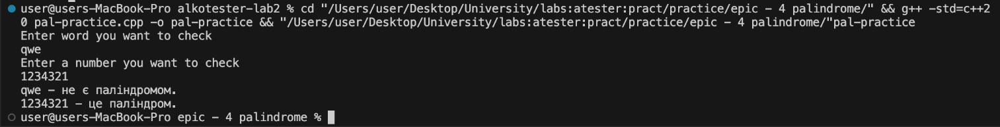 user@users-MacBook-Pro alkotester-lab2 % cd "/Users/user/Desktop/University/labs:atester:pract/practice/epic - 4 palindrome/" && g++ -std=c++2
0 pal-practice.cpp -o pal-practice && "/Users/user/Desktop/University/labs:atester:pract/practice/epic - 4 palindrome/"pal-practice
Enter word you want to check
qwe
Enter a number you want to check
1234321
qwe - не є паліндромом.
1234321 - це паліндром.
user@users-MacBook-Pro epic - 4 palindrome %